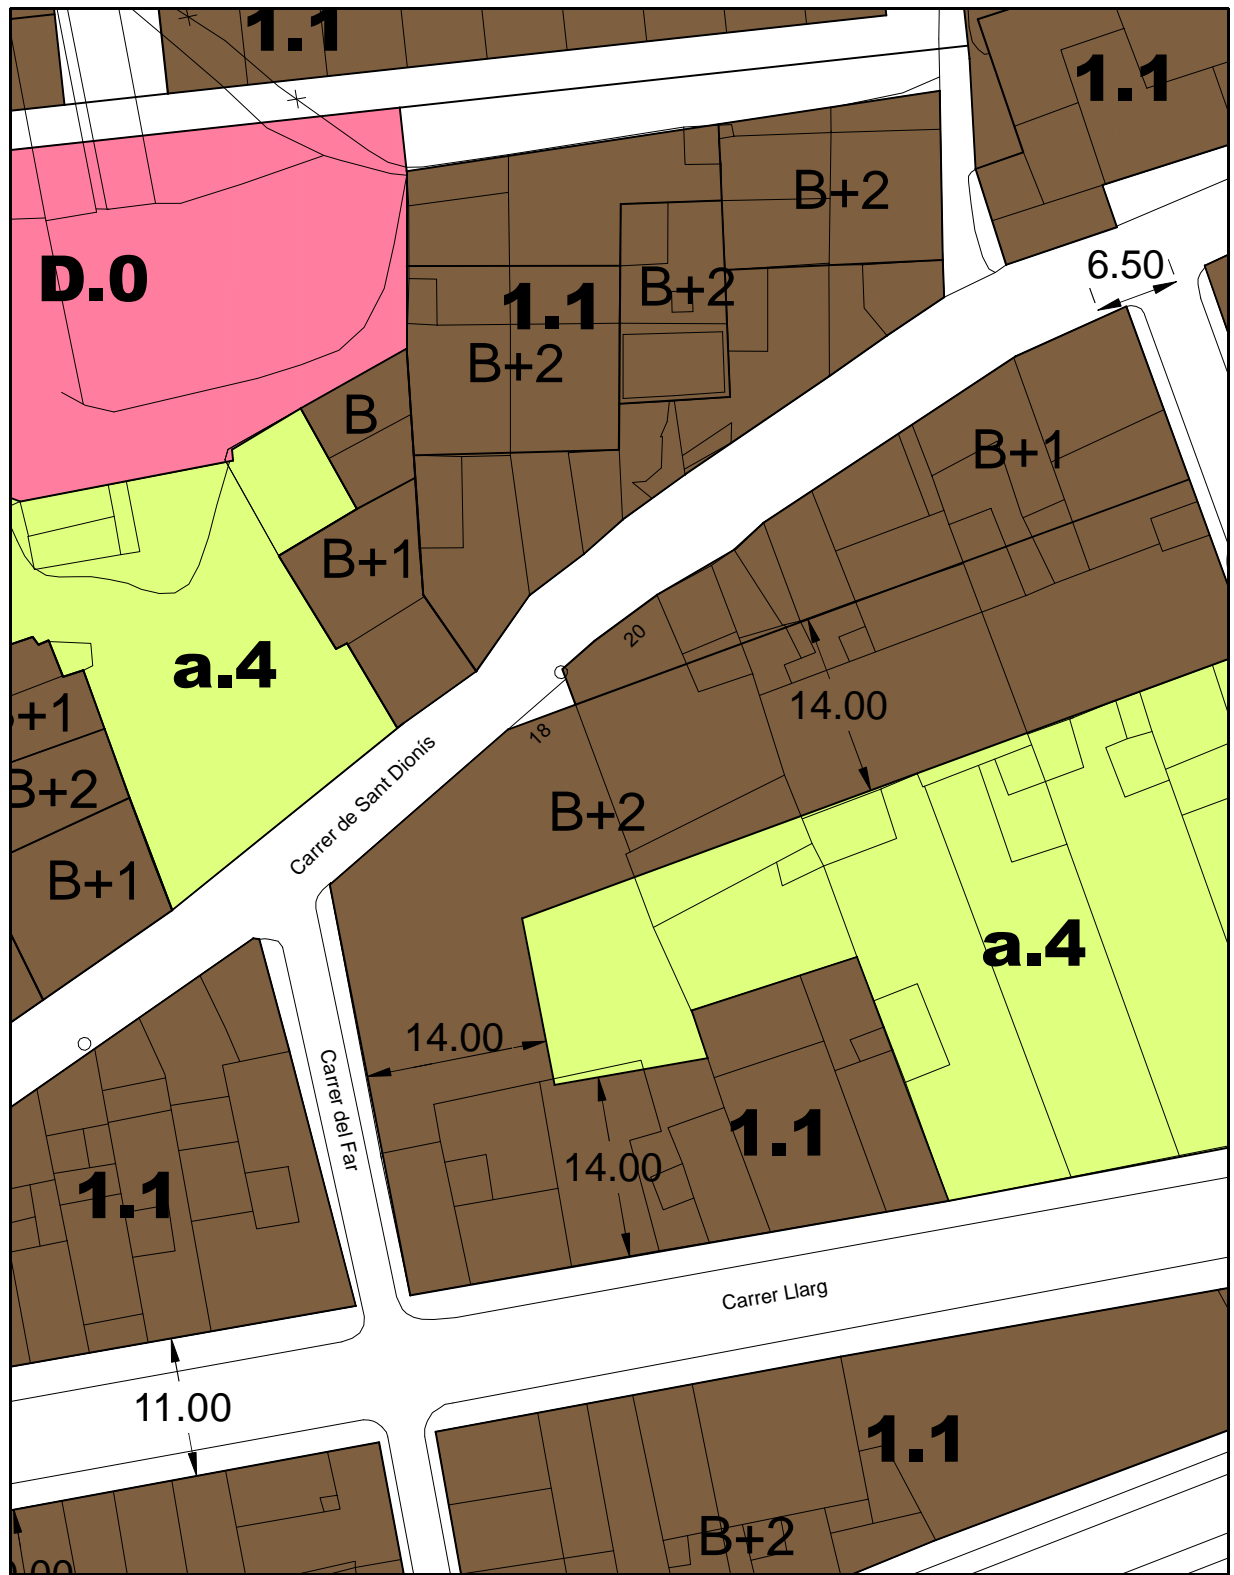 1.1
1.1
B+2
6.50
D.0
B+2
1.1
B+2
B
B+1
B+1
20
a.4
14.00
+1
18
B+2
Carrer de Sant Dionís
B+2
B+1
a.4
14.00
Carrer del Far
1.1
14.00
1.1
Carrer Llarg
11.00
1.1
B+2
.00